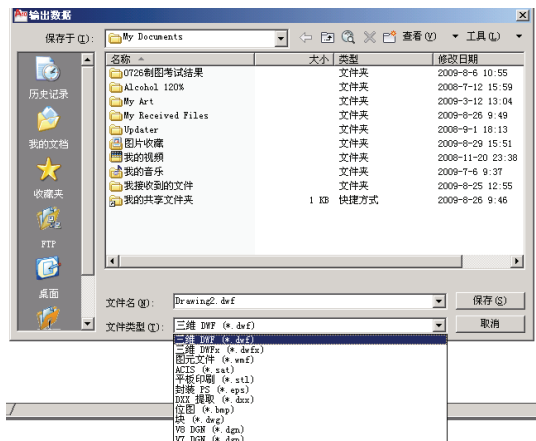 输出数据
保存于(I): My Documents 查看(V) 工具(L)
名称 大小 类型 修改日期
0726制图考试结果 文件夹 2009-8-6 10:55
Alcohol 120% 文件夹 2008-7-12 15:59
My Art 文件夹 2009-3-12 13:04
My Received Files 文件夹 2009-8-26 9:49
Updater 文件夹 2008-9-1 18:13
图片收藏 文件夹 2009-8-29 15:51
我的视频 文件夹 2008-11-20 23:38
我的音乐 文件夹 2009-7-6 9:37
我接收到的文件 文件夹 2009-8-25 12:55
我的共享文件夹 1 KB 快捷方式 2009-8-26 9:46
历史记录
我的文档
收藏夹
FTP
桌面
文件名(N): Drawing2.dwf 保存(S)
文件类型(T): 三维 DWF (*.dwf) 取消
三维 DWF (*.dwf)
三维 DWFx (*.dwfx)
图元文件 (*.wmf)
ACIS (*.sat)
平板印刷 (*.stl)
封装 PS (*.eps)
DXX 提取 (*.dxx)
位图 (*.bmp)
块 (*.dwg)
V8 DGN (*.dgn)
V7 DGN (*.dgn)